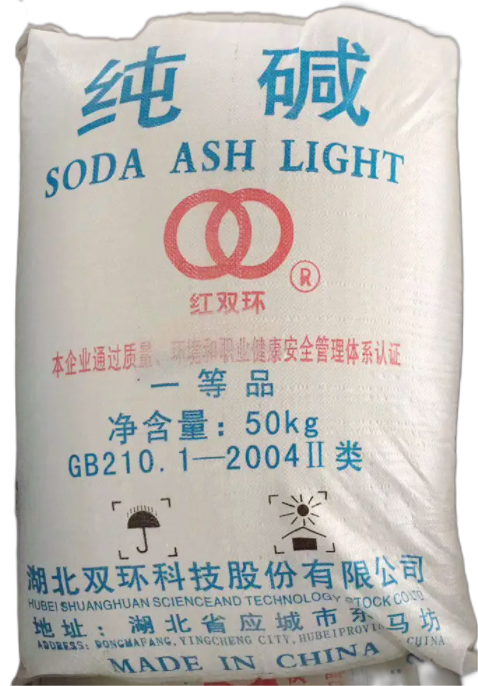 纯 碱
SODA ASH LIGHT
®
红双环
本企业通过质量、环境和职业健康安全管理体系认证
一 等 品
净含量：50kg
GB210.1—2004Ⅱ类
湖北双环科技股份有限公司
HUBEI SHUANGHUAN SCIENCEAND TECHNOLOGY STOCK CO LTD
地址：湖北省应城市东马坊
ADDRESS: DONGMAFANG, YINGCHENG CITY, HUBEI CHINA
MADE IN CHINA